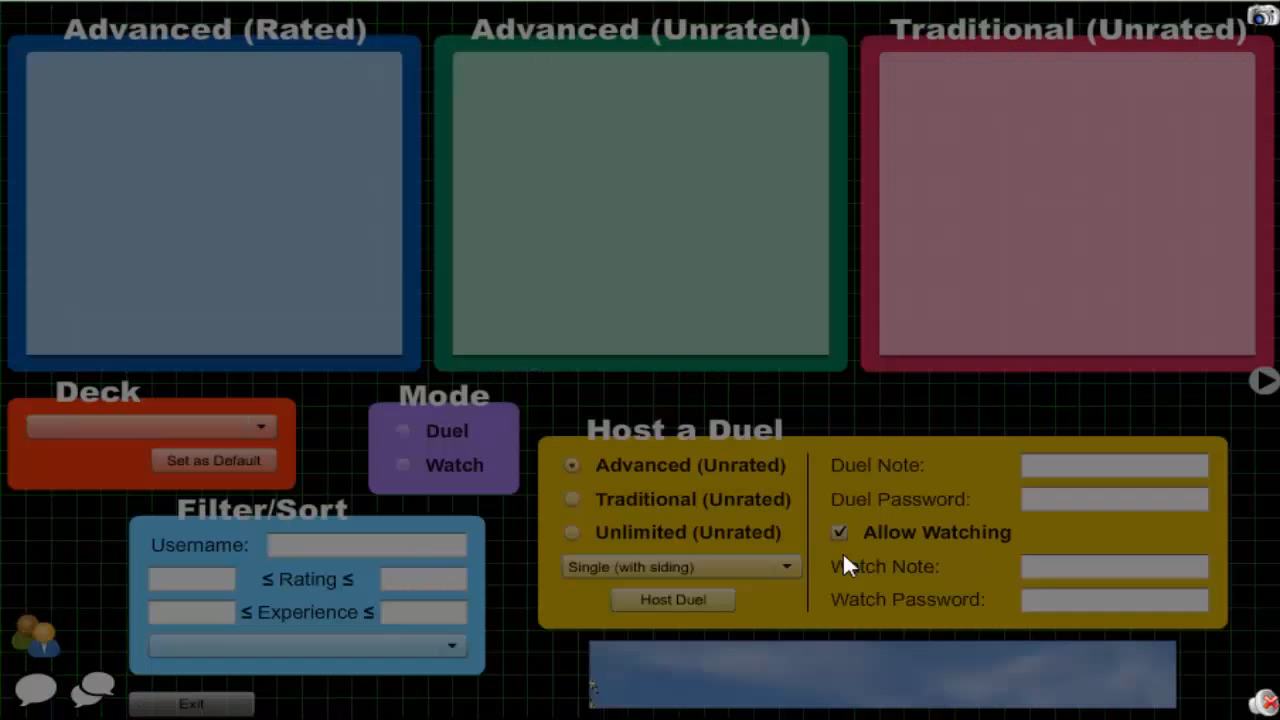 Advanced (Rated)
Advanced (Unrated)
Traditional (Unrated)
Deck
Set as Default
Mode
Duel
Watch
Host a Duel
Advanced (Unrated)
Traditional (Unrated)
Unlimited (Unrated)
Single (with siding)
Host Duel
Duel Note:
Duel Password:
Allow Watching
Watch Note:
Watch Password:
Filter/Sort
Username:
≤ Rating ≤
≤ Experience ≤
Exit